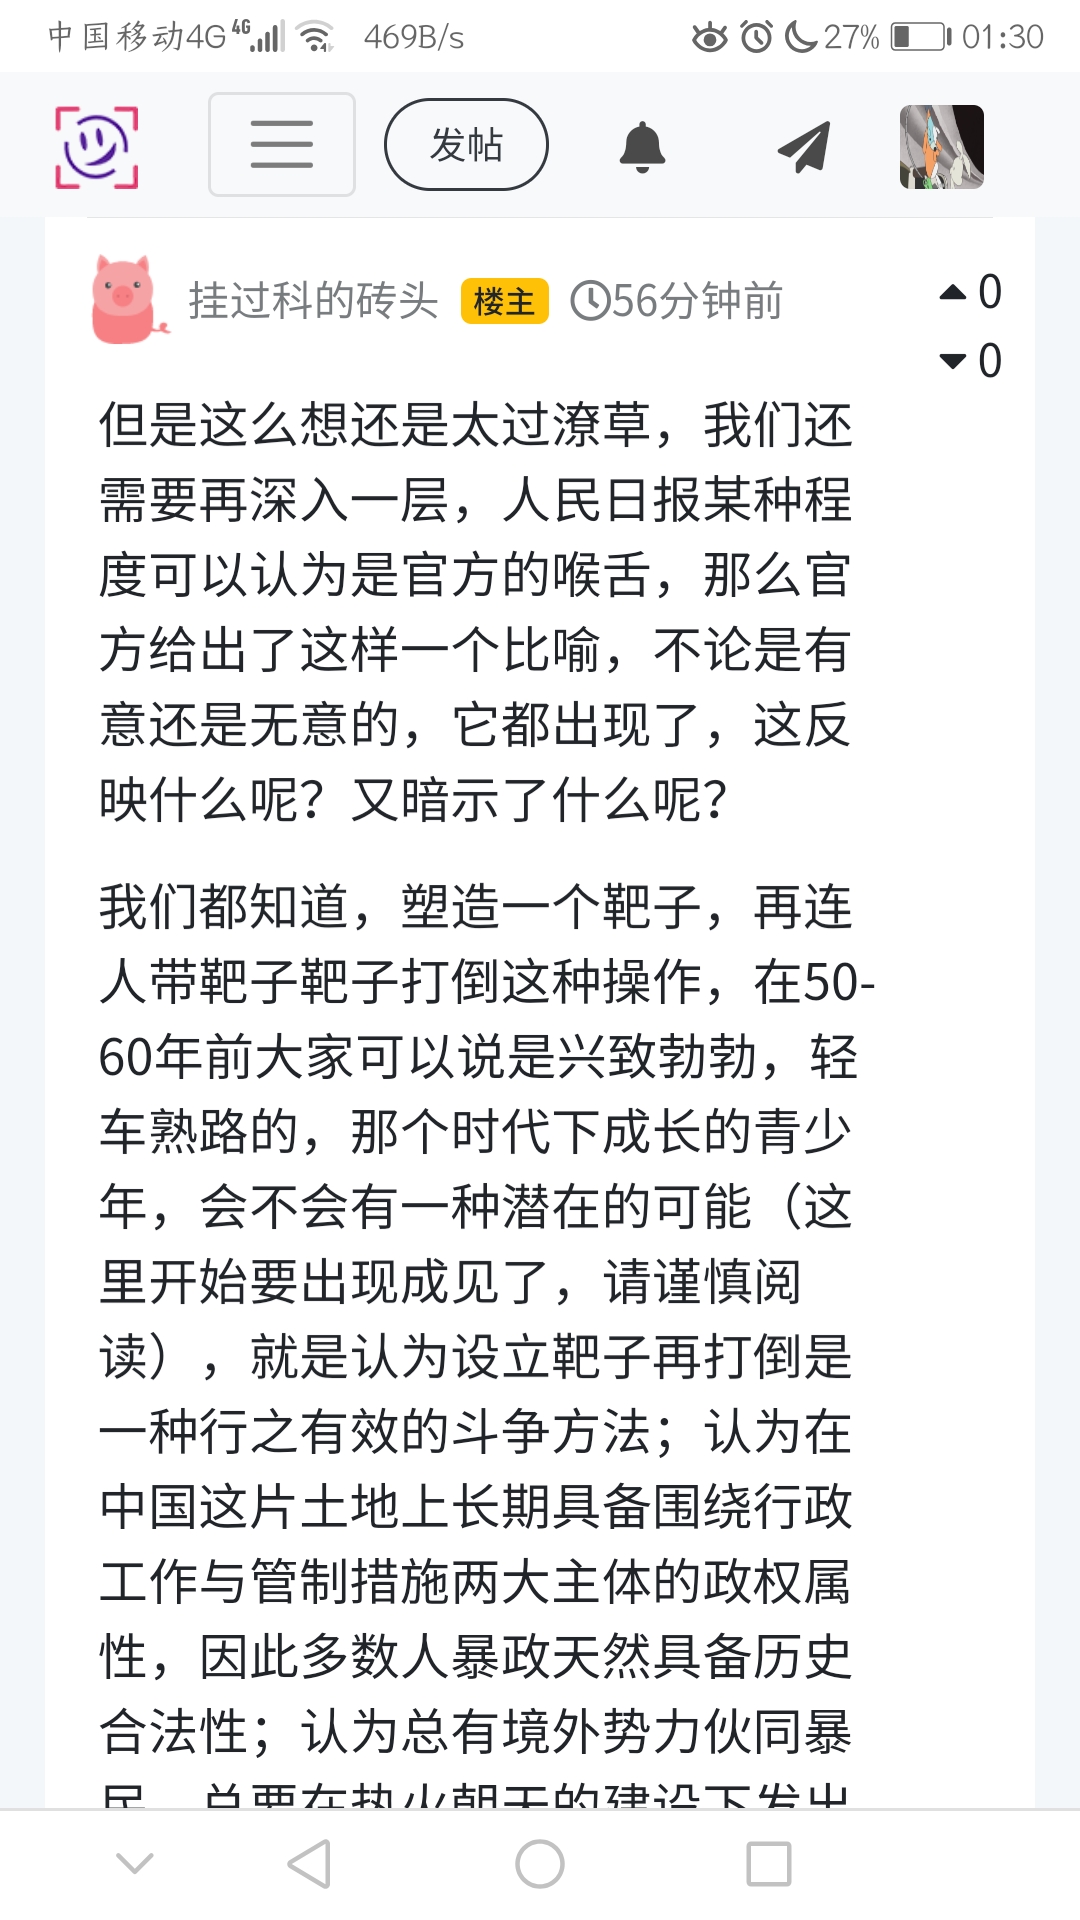 中国移动4G 4G 469B/s 27% 01:30
发帖
挂过科的砖头 楼主 56分钟前
0
0
但是这么想还是太过潦草，我们还
需要再深入一层，人民日报某种程
度可以认为是官方的喉舌，那么官
方给出了这样一个比喻，不论是有
意还是无意的，它都出现了，这反
映什么呢？又暗示了什么呢？
我们都知道，塑造一个靶子，再连
人带靶子靶子打倒这种操作，在50-
60年前大家可以说是兴致勃勃，轻
车熟路的，那个时代下成长的青少
年，会不会有一种潜在的可能（这
里开始要出现成见了，请谨慎阅
读），就是认为设立靶子再打倒是
一种行之有效的斗争方法；认为在
中国这片土地上长期具备围绕行政
工作与管制措施两大主体的政权属
性，因此多数人暴政天然具备历史
合法性；认为总有境外势力伙同暴
民，总要在热火朝天的建设下发出